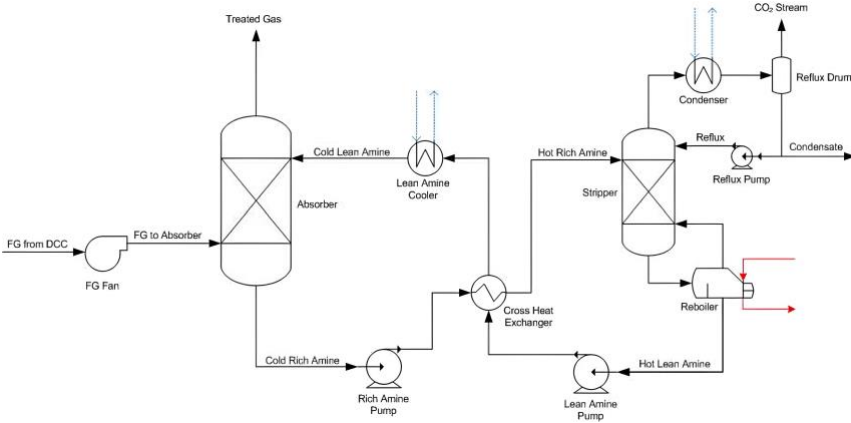 Treated Gas
CO₂ Stream
Reflux Drum
Condenser
Cold Lean Amine
Lean Amine
Cooler
Hot Rich Amine
Reflux
Condensate
Reflux Pump
Absorber
Stripper
FG from DCC
FG to Absorber
FG Fan
Cross Heat
Exchanger
Reboiler
Cold Rich Amine
Hot Lean Amine
Rich Amine
Pump
Lean Amine
Pump